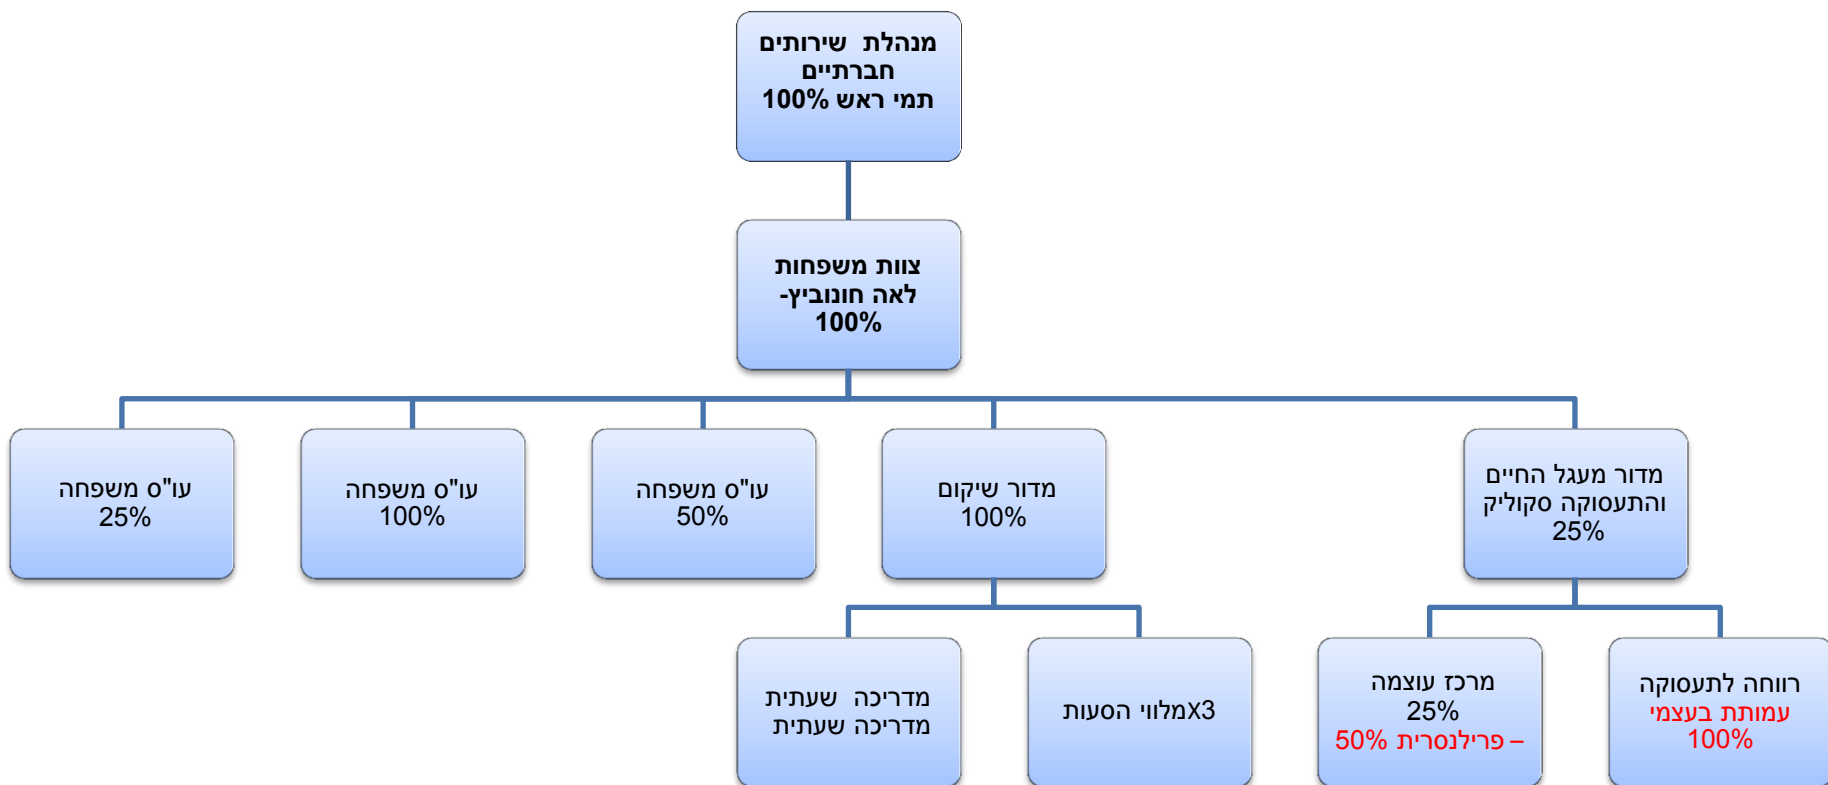 מנהלת שירותים
חברתיים
תמי ראש 100%
צוות משפחות
לאה חונוביץ-
100%
מדור מעגל החיים
והתעסוקה סקוליק
25%
מדור שיקום
100%
עו"ס משפחה
50%
עו"ס משפחה
100%
עו"ס משפחה
25%
רווחה לתעסוקה
עמותת בעצמי
100%
מרכז עוצמה
25%
– פרילנסרית 50%
3Xמלווי הסעות
מדריכה שעתית
מדריכה שעתית